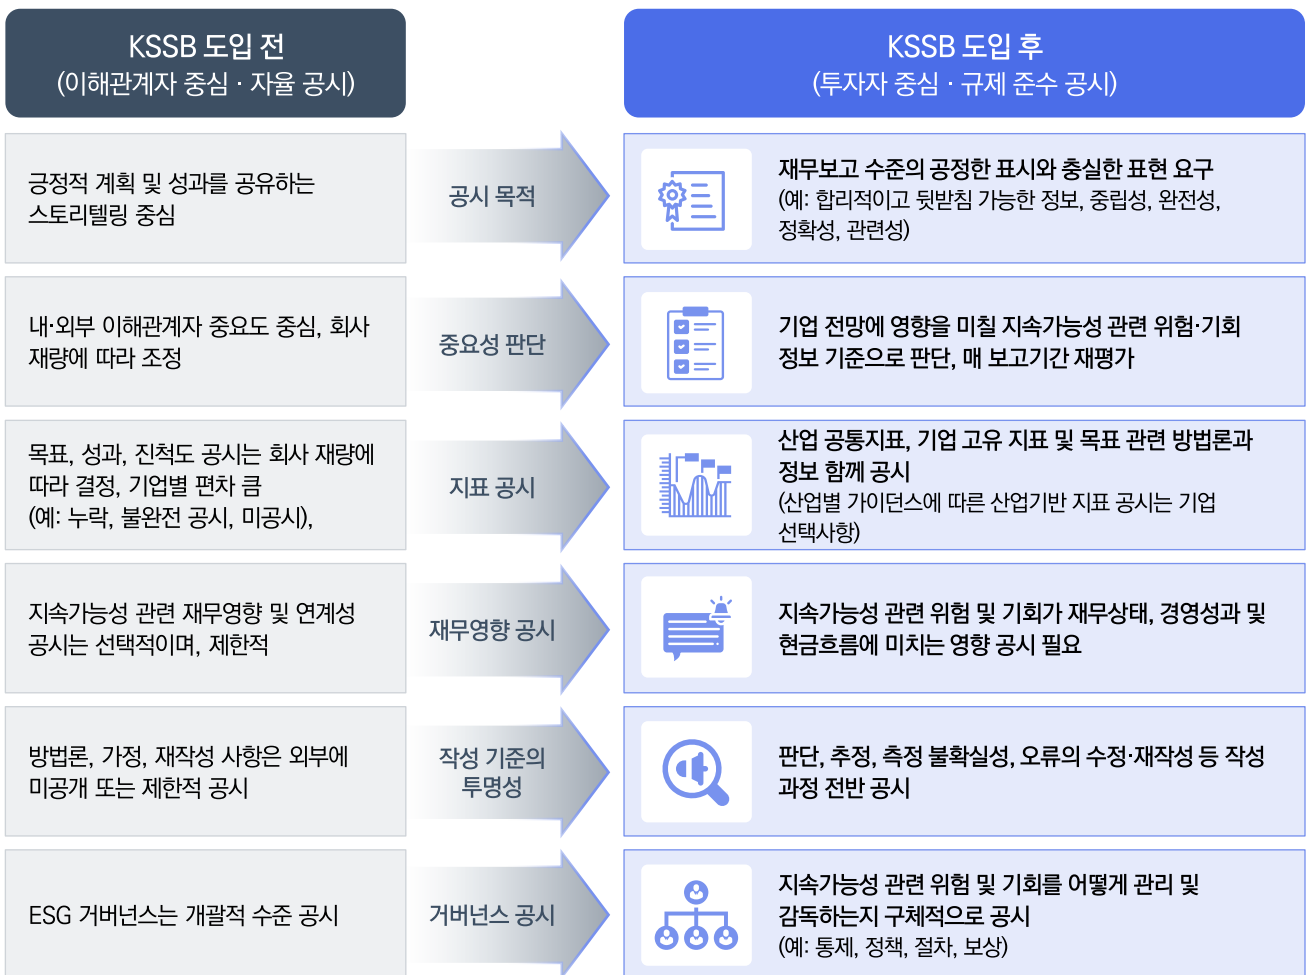 KSSB 도입 전
(이해관계자 중심 · 자율 공시)
KSSB 도입 후
(투자자 중심 · 규제 준수 공시)
긍정적 계획 및 성과를 공유하는
스토리텔링 중심
공시 목적
재무보고 수준의 공정한 표시와 충실한 표현 요구
(예: 합리적이고 뒷받침 가능한 정보, 중립성, 완전성,
정확성, 관련성)
내·외부 이해관계자 중요도 중심, 회사
재량에 따라 조정
중요성 판단
기업 전망에 영향을 미칠 지속가능성 관련 위험·기회
정보 기준으로 판단, 매 보고기간 재평가
목표, 성과, 진척도 공시는 회사 재량에
따라 결정, 기업별 편차 큼
(예: 누락, 불완전 공시, 미공시),
지표 공시
산업 공통지표, 기업 고유 지표 및 목표 관련 방법론과
정보 함께 공시
(산업별 가이던스에 따른 산업기반 지표 공시는 기업
선택사항)
지속가능성 관련 재무영향 및 연계성
공시는 선택적이며, 제한적
재무영향 공시
지속가능성 관련 위험 및 기회가 재무상태, 경영성과 및
현금흐름에 미치는 영향 공시 필요
방법론, 가정, 재작성 사항은 외부에
미공개 또는 제한적 공시
작성 기준의
투명성
판단, 추정, 측정 불확실성, 오류의 수정·재작성 등 작성
과정 전반 공시
ESG 거버넌스는 개괄적 수준 공시
거버넌스 공시
지속가능성 관련 위험 및 기회를 어떻게 관리 및
감독하는지 구체적으로 공시
(예: 통제, 정책, 절차, 보상)